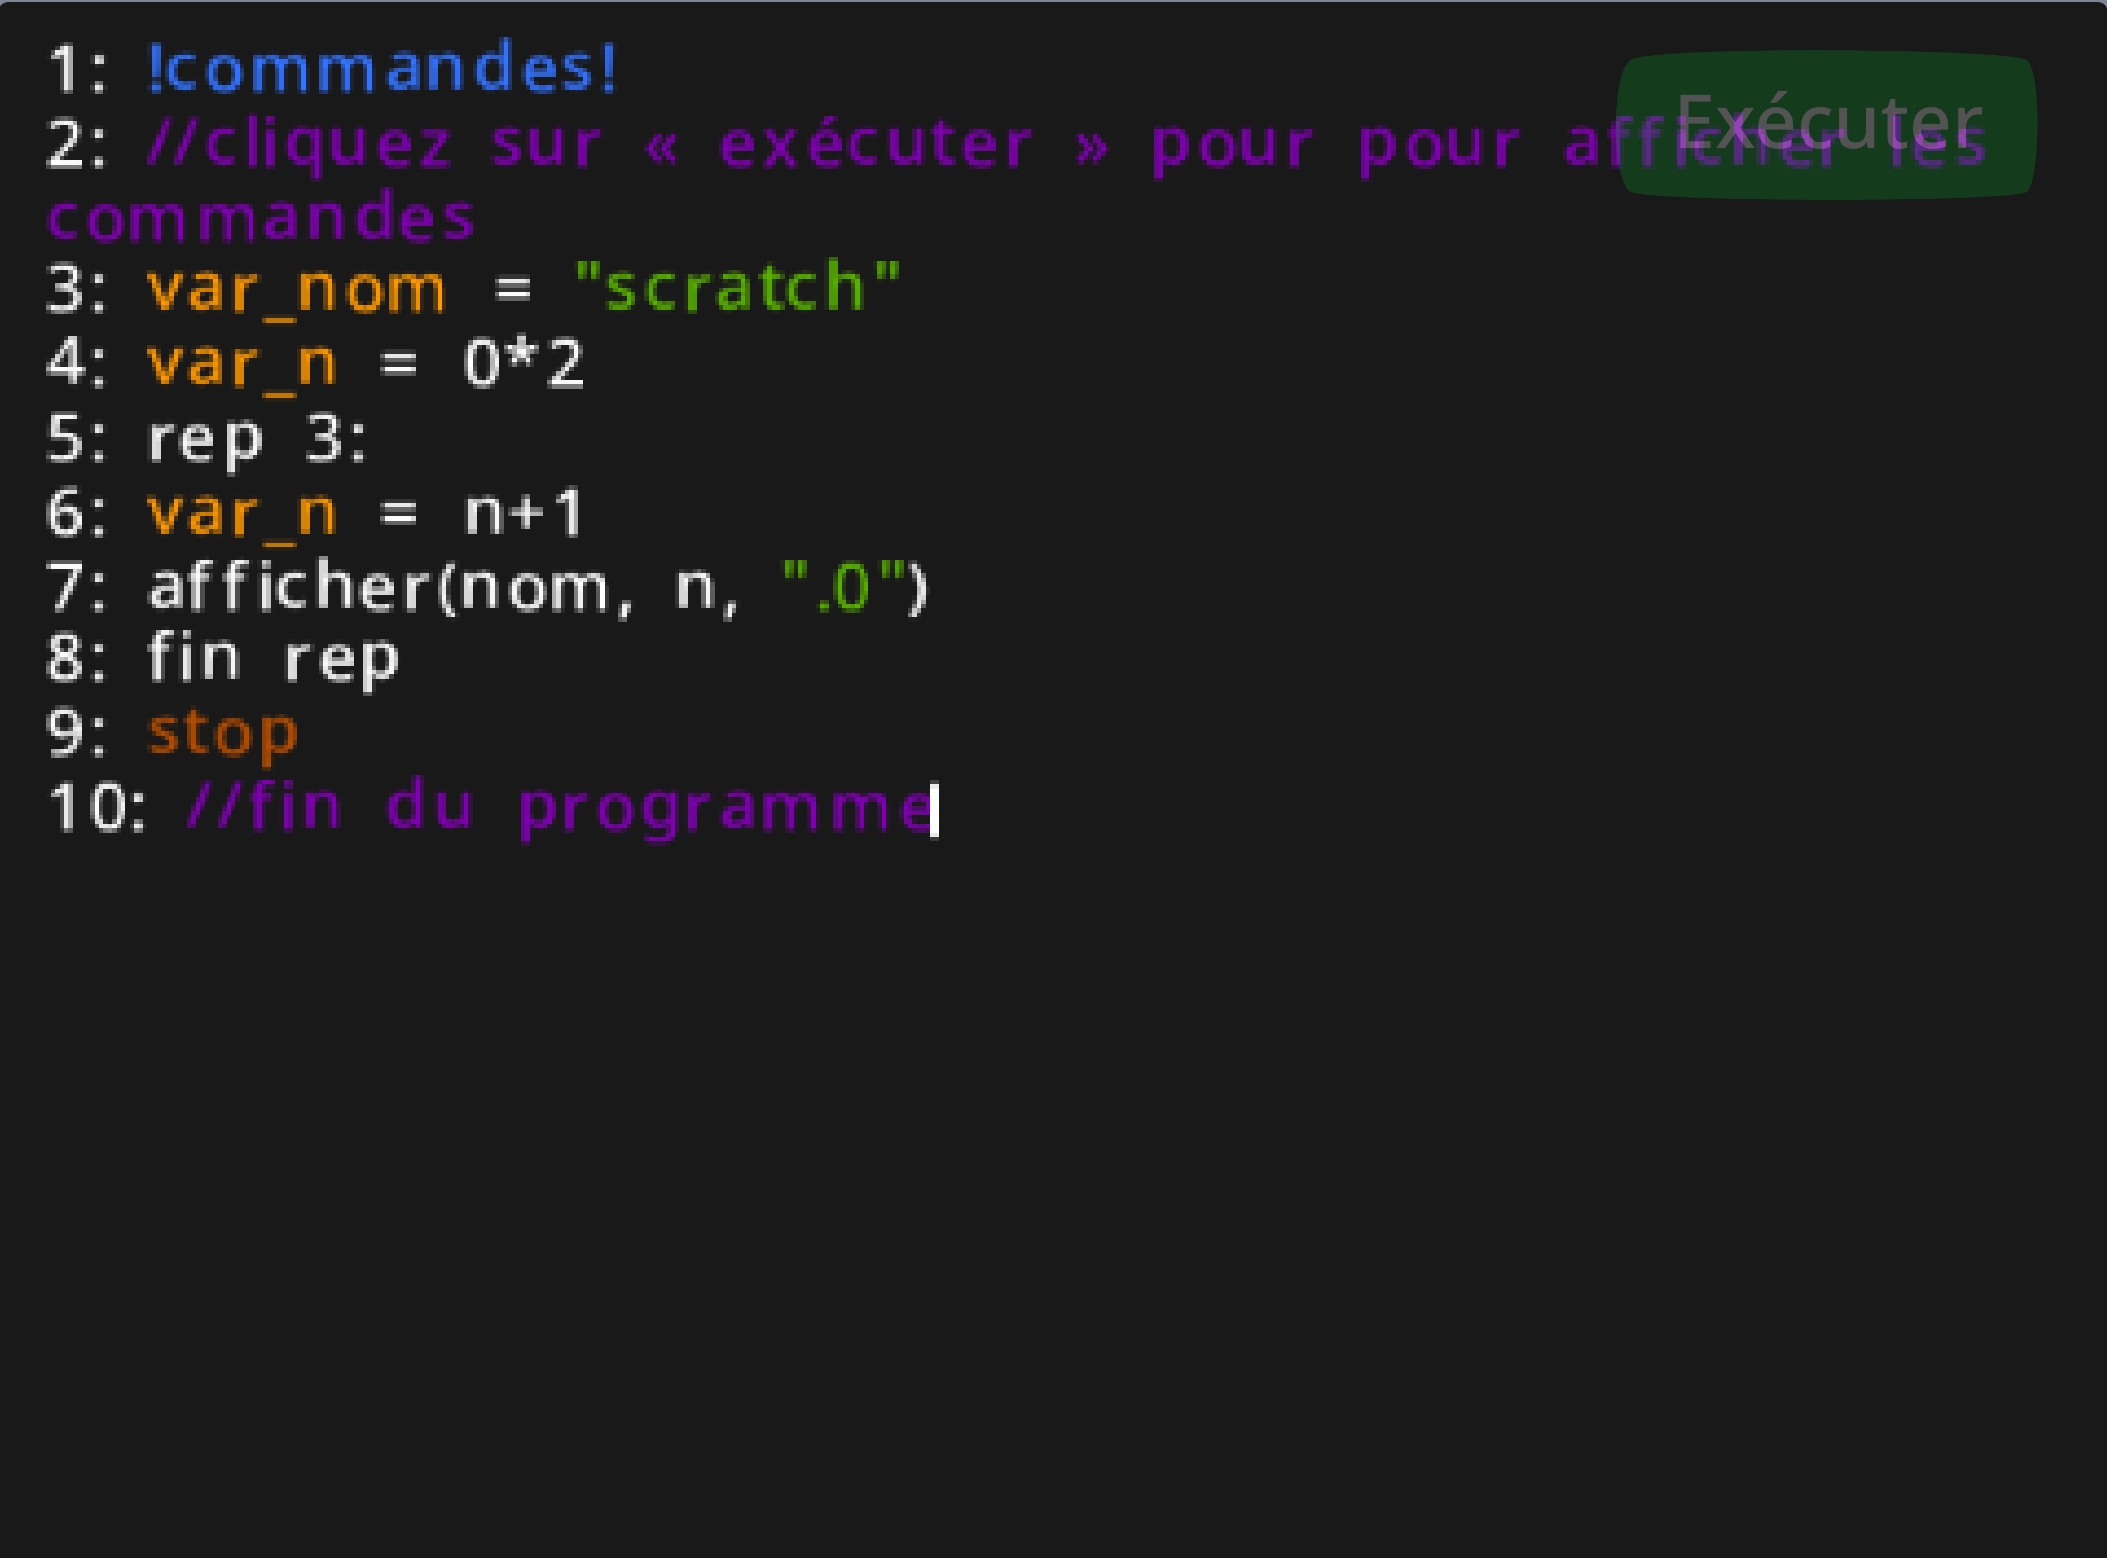 1: !commandes!
Exécuter
2: //cliquez sur « exécuter » pour pour afficher les
commandes
3: var_nom = "scratch"
4: var_n = 0*2
5: rep 3:
6: var_n = n+1
7: afficher(nom, n, ".0")
8: fin rep
9: stop
10: //fin du programme